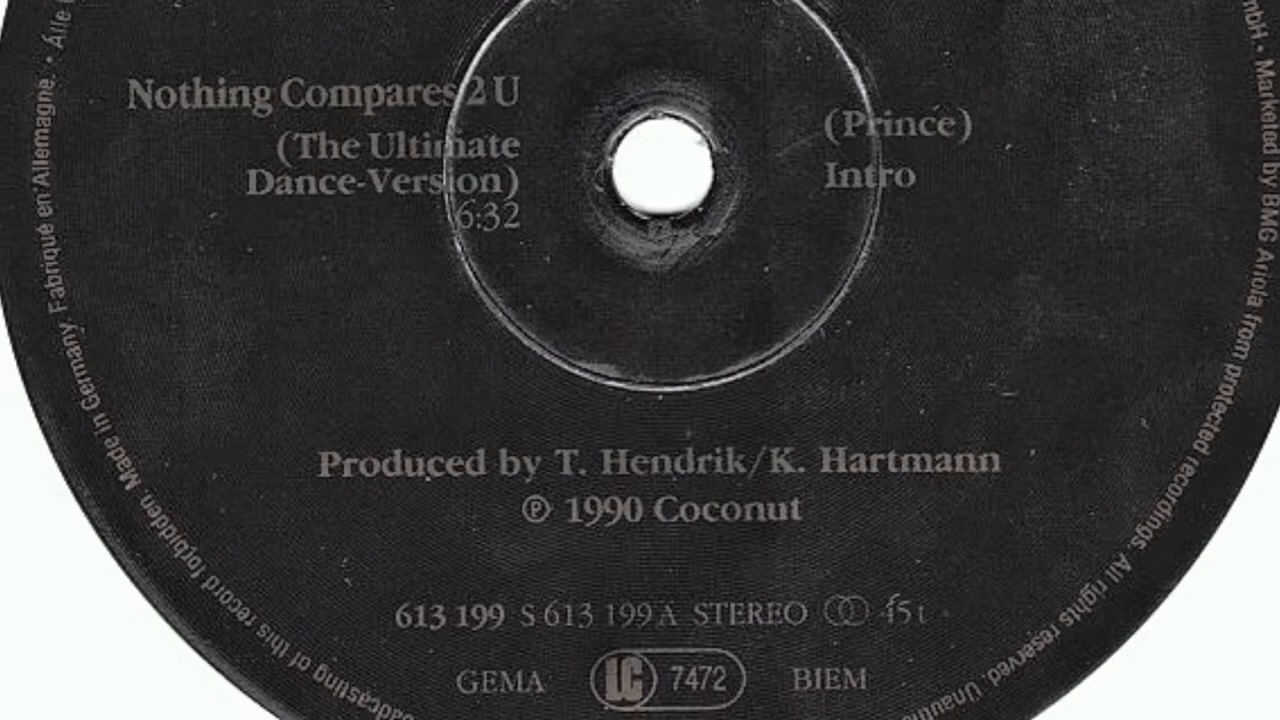 Nothing Compares 2 U
(The Ultimate
Dance-Version)
6:32
(Prince)
Intro
Produced by T. Hendrik/K. Hartmann
℗ 1990 Coconut
613 199 S 613 199 A STEREO 45 t
GEMA LC 7472 BIEM
mbH • Marketed by BMG Ariola from protected recordings. All rights reserved. 
of this record forbidden. Made in Germany. Fabriqué en Allemagne. •